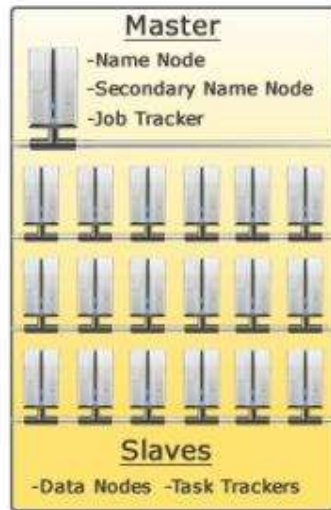 Master
-Name Node
-Secondary Name Node
-Job Tracker
Slaves
-Data Nodes -Task Trackers